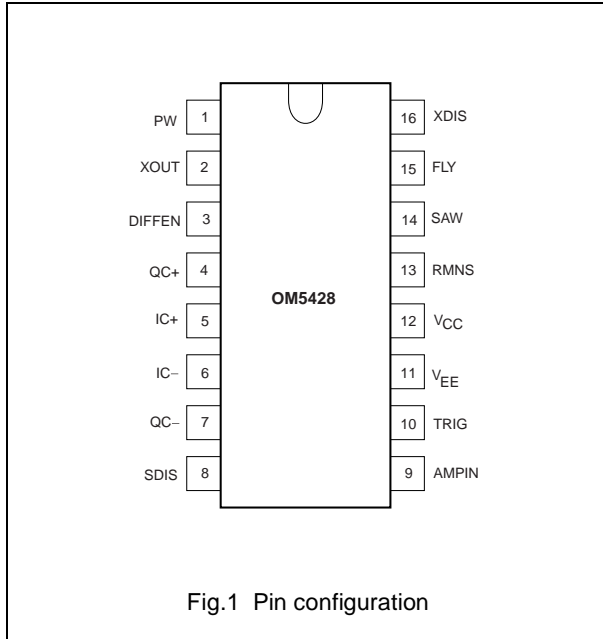 PW 1 16 XDIS
XOUT 2 15 FLY
DIFFEN 3 14 SAW
QC+ 4 13 RMNS
OM5428
IC+ 5 12 VCC
IC− 6 11 VEE
QC− 7 10 TRIG
SDIS 8 9 AMPIN
Fig.1 Pin configuration